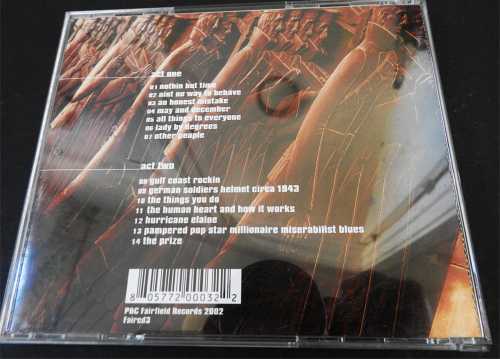 act one
01 nothin but time
02 aint no way to behave
03 an honest mistake
04 may and december
05 all things to everyone
06 lady by degrees
07 other people
act two
08 gulf coast rockin
09 german soldiers helmet circa 1943
10 the things you do
11 the human heart and how it works
12 hurricane elaine
13 pampered pop star millionaire miserabilist blues
14 the prize
8 05772 00032 2
P&C Fairfield Records 2002
Faircd3